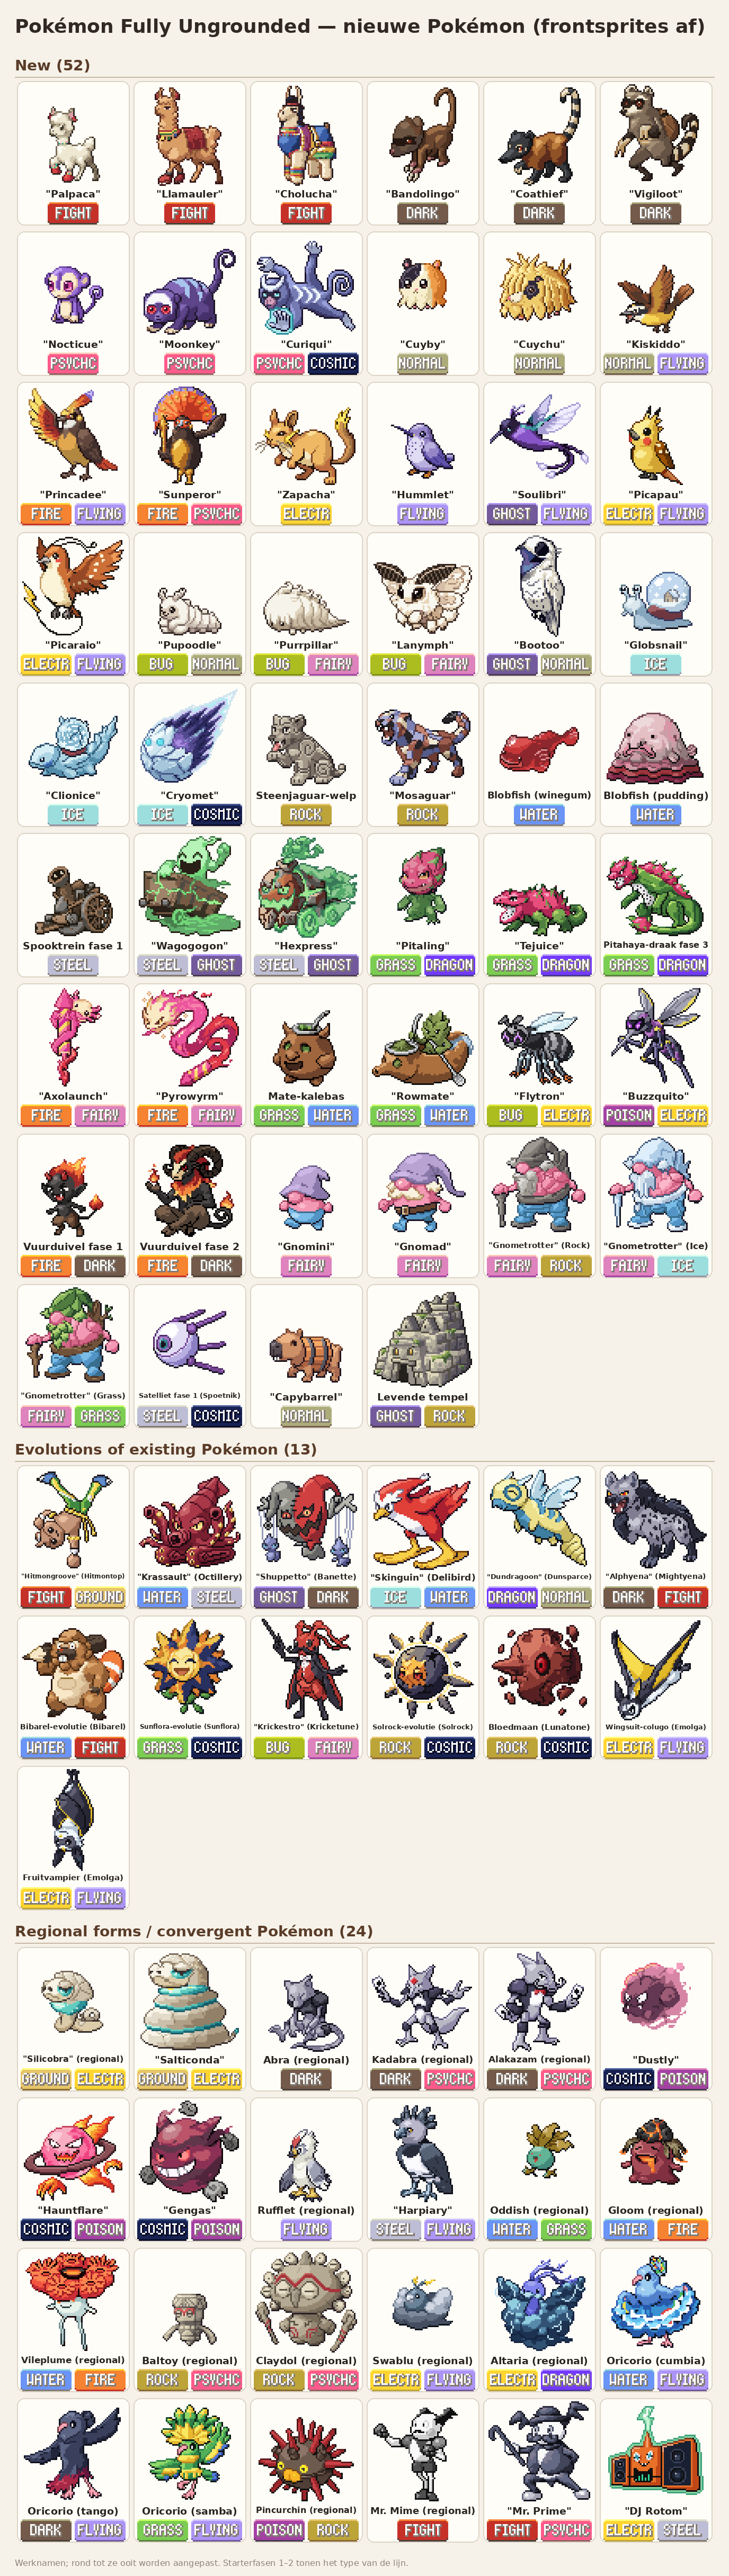 Pokémon Fully Ungrounded — nieuwe Pokémon (frontsprites af)
New (52)
"Palpaca" "Llamauler" "Cholucha" "Bandolingo" "Coathief" "Vigiloot"
FIGHT FIGHT FIGHT DARK DARK DARK
"Nocticue" "Moonkey" "Curiqui" "Cuyby" "Cuychu" "Kiskiddo"
PSYCHC PSYCHC PSYCHC COSMIC NORMAL NORMAL NORMAL FLYING
"Princadee" "Sunperor" "Zapacha" "Hummlet" "Soulibri" "Picapau"
FIRE FLYING FIRE PSYCHC ELECTR FLYING GHOST FLYING ELECTR FLYING
"Picaraio" "Pupoodle" "Purrpillar" "Lanymph" "Bootoo" "Globsnail"
ELECTR FLYING BUG NORMAL BUG FAIRY BUG FAIRY GHOST NORMAL ICE
"Clionice" "Cryomet" Steenjaguar-welp "Mosaguar" Blobfish (winegum) Blobfish (pudding)
ICE ICE COSMIC ROCK ROCK WATER WATER
Spooktrein fase 1 "Wagogogon" "Hexpress" "Pitaling" "Tejuice" Pitahaya-draak fase 3
STEEL STEEL GHOST STEEL GHOST GRASS DRAGON GRASS DRAGON GRASS DRAGON
"Axolaunch" "Pyrowyrm" Mate-kalebas "Rowmate" "Flytron" "Buzzquito"
FIRE FAIRY FIRE FAIRY GRASS WATER GRASS WATER BUG ELECTR POISON ELECTR
Vuurduivel fase 1 Vuurduivel fase 2 "Gnomini" "Gnomad" "Gnometrotter" (Rock) "Gnometrotter" (Ice)
FIRE DARK FIRE DARK FAIRY FAIRY FAIRY ROCK FAIRY ICE
"Gnometrotter" (Grass) Satelliet fase 1 (Spoetnik) "Capybarrel" Levende tempel
FAIRY GRASS STEEL COSMIC NORMAL GHOST ROCK
Evolutions of existing Pokémon (13)
"Hitmongroove" (Hitmontop) "Krassault" (Octillery) "Shuppetto" (Banette) "Skinguin" (Delibird) "Dundragoon" (Dunsparce) "Alphyena" (Mightyena)
FIGHT GROUND WATER STEEL GHOST DARK ICE WATER DRAGON NORMAL DARK FIGHT
Bibarel-evolutie (Bibarel) Sunflora-evolutie (Sunflora) "Krickestro" (Kricketune) Solrock-evolutie (Solrock) Bloedmaan (Lunatone) Wingsuit-colugo (Emolga)
WATER FIGHT GRASS COSMIC BUG FAIRY ROCK COSMIC ROCK COSMIC ELECTR FLYING
Fruitvampier (Emolga)
ELECTR FLYING
Regional forms / convergent Pokémon (24)
"Silicobra" (regional) "Salticonda" Abra (regional) Kadabra (regional) Alakazam (regional) "Dustly"
GROUND ELECTR GROUND ELECTR DARK DARK PSYCHC DARK PSYCHC COSMIC POISON
"Hauntflare" "Gengas" Rufflet (regional) "Harpiary" Oddish (regional) Gloom (regional)
COSMIC POISON COSMIC POISON FLYING STEEL FLYING WATER GRASS WATER FIRE
Vileplume (regional) Baltoy (regional) Claydol (regional) Swablu (regional) Altaria (regional) Oricorio (cumbia)
WATER FIRE ROCK PSYCHC ROCK PSYCHC ELECTR FLYING ELECTR DRAGON WATER FLYING
Oricorio (tango) Oricorio (samba) Pincurchin (regional) Mr. Mime (regional) "Mr. Prime" "DJ Rotom"
DARK FLYING GRASS FLYING POISON ROCK FIGHT FIGHT PSYCHC ELECTR STEEL
Werknamen; rond tot ze ooit worden aangepast. Starterfasen 1–2 tonen het type van de lijn.